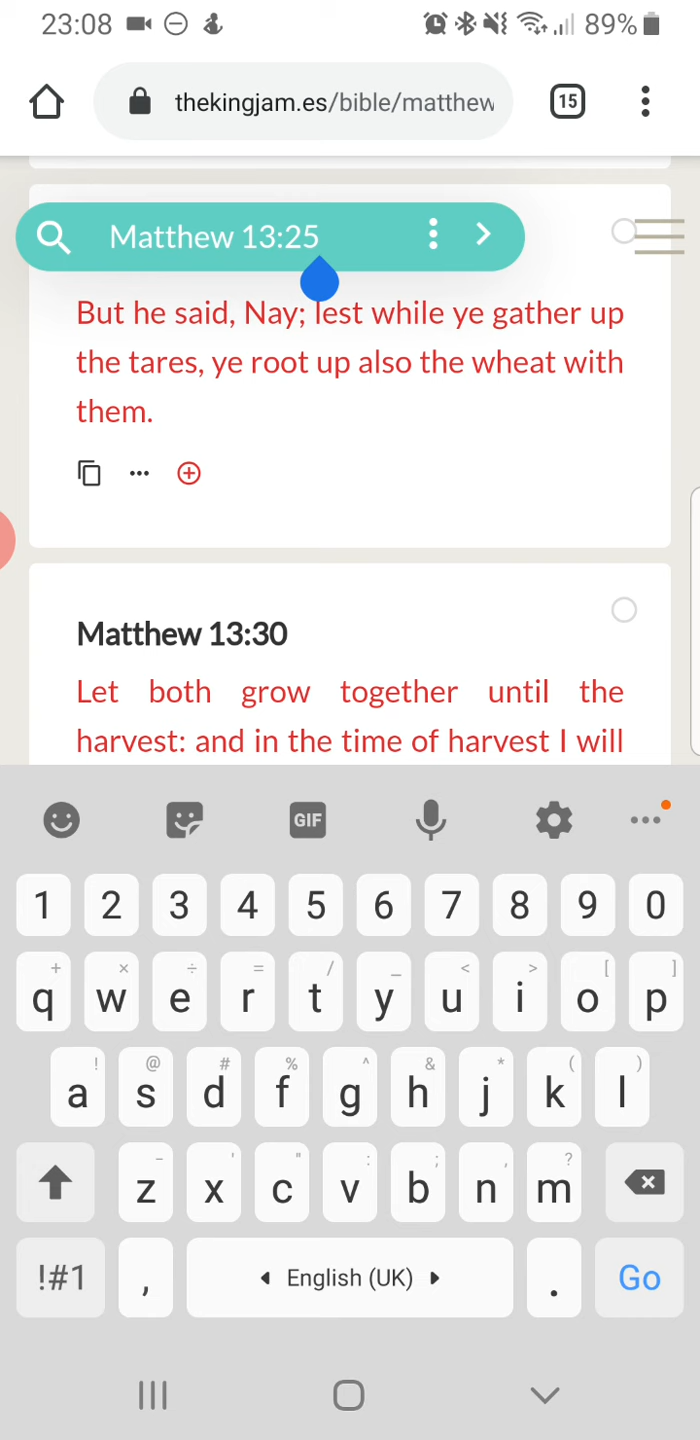 23:08 89%
thekingjam.es/bible/matthew 15
Matthew 13:25
But he said, Nay; lest while ye gather up
the tares, ye root up also the wheat with
them.
Matthew 13:30
Let both grow together until the
harvest: and in the time of harvest I will
GIF
1 2 3 4 5 6 7 8 9 0
+ × ÷ = / _ < > [ ]
q w e r t y u i o p
! @ # % ^ & * ( )
a s d f g h j k l
- ' " : ; , ?
z x c v b n m
!#1 , English (UK) . Go